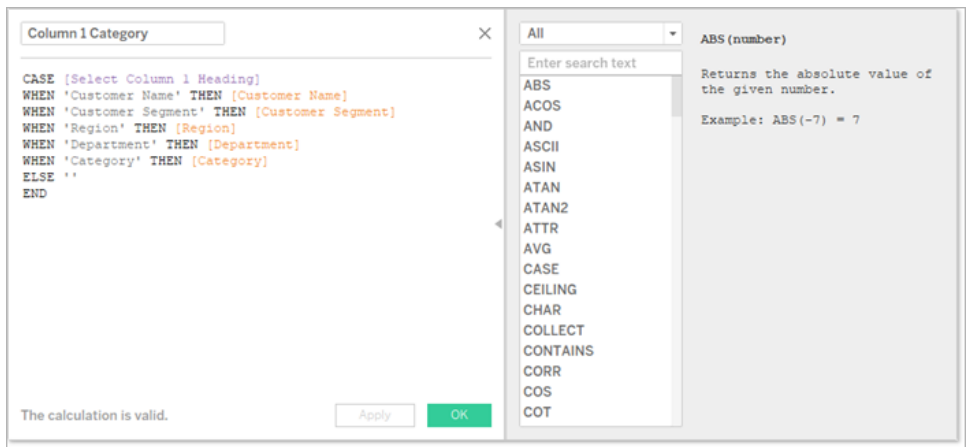 Column 1 Category
CASE [Select Column 1 Heading]
WHEN 'Customer Name' THEN [Customer Name]
WHEN 'Customer Segment' THEN [Customer Segment]
WHEN 'Region' THEN [Region]
WHEN 'Department' THEN [Department]
WHEN 'Category' THEN [Category]
ELSE ''
END
The calculation is valid.
Apply
OK
All
Enter search text
ABS
ACOS
AND
ASCII
ASIN
ATAN
ATAN2
ATTR
AVG
CASE
CEILING
CHAR
COLLECT
CONTAINS
CORR
COS
COT
ABS(number)
Returns the absolute value of
the given number.
Example: ABS(-7) = 7